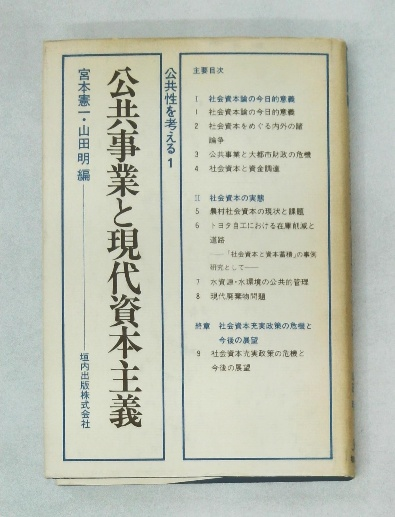 公共性を考える1
公共事業と現代資本主義
宮本憲一・山田明 編
垣内出版株式会社
主要目次
I 社会資本論の今日的意義
1 社会資本論の今日的意義
2 社会資本をめぐる内外の諸
論争
3 公共事業と大都市財政の危機
4 社会資本と資金調達
II 社会資本の実態
5 農村社会資本の現状と課題
6 トヨタ自工における在庫削減と
道路
——「社会資本と資本蓄積」の事例
研究として——
7 水資源・水環境の公共的管理
8 現代廃棄物問題
終章 社会資本充実政策の危機と
今後の展望
9 社会資本充実政策の危機と
今後の展望